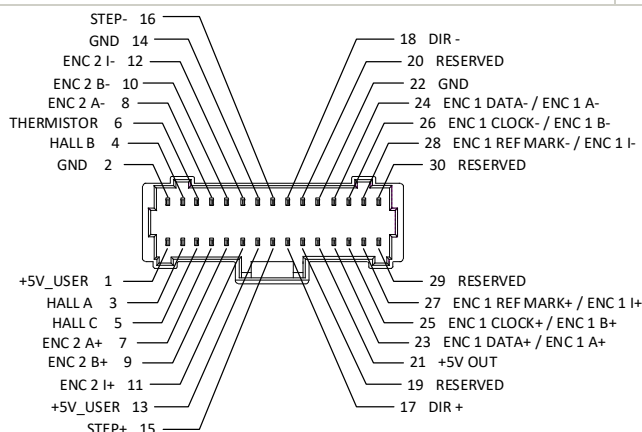 STEP- 16
GND 14
ENC 2 I- 12
ENC 2 B- 10
ENC 2 A- 8
THERMISTOR 6
HALL B 4
GND 2
18 DIR -
20 RESERVED
22 GND
24 ENC 1 DATA- / ENC 1 A-
26 ENC 1 CLOCK- / ENC 1 B-
28 ENC 1 REF MARK- / ENC 1 I-
30 RESERVED
+5V_USER 1
HALL A 3
HALL C 5
ENC 2 A+ 7
ENC 2 B+ 9
ENC 2 I+ 11
+5V_USER 13
STEP+ 15
29 RESERVED
27 ENC 1 REF MARK+ / ENC 1 I+
25 ENC 1 CLOCK+ / ENC 1 B+
23 ENC 1 DATA+ / ENC 1 A+
21 +5V OUT
19 RESERVED
17 DIR +